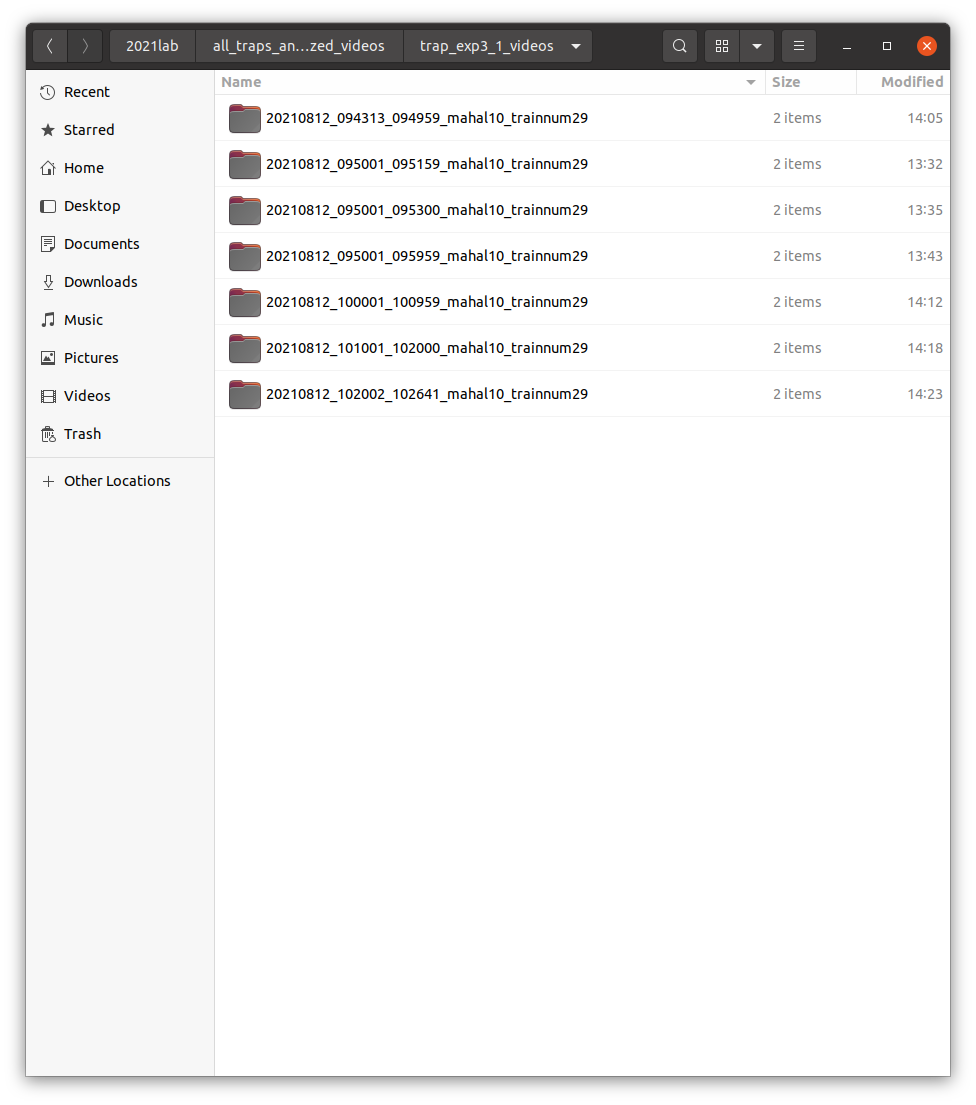 2021lab all_traps_an...zed_videos trap_exp3_1_videos
Name Size Modified
Recent
Starred
Home
Desktop
Documents
Downloads
Music
Pictures
Videos
Trash
Other Locations
20210812_094313_094959_mahal10_trainnum29 2 items 14:05
20210812_095001_095159_mahal10_trainnum29 2 items 13:32
20210812_095001_095300_mahal10_trainnum29 2 items 13:35
20210812_095001_095959_mahal10_trainnum29 2 items 13:43
20210812_100001_100959_mahal10_trainnum29 2 items 14:12
20210812_101001_102000_mahal10_trainnum29 2 items 14:18
20210812_102002_102641_mahal10_trainnum29 2 items 14:23